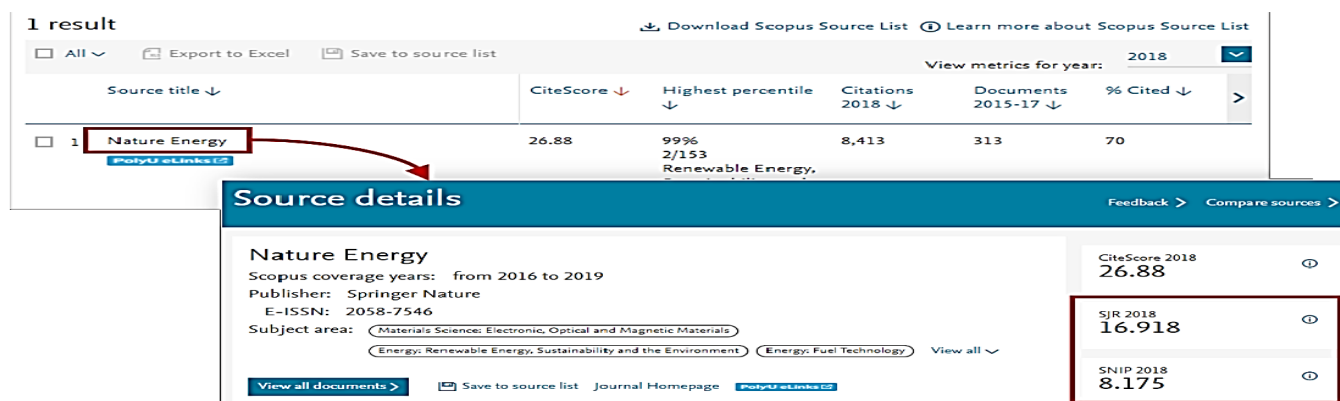 1 result
Download Scopus Source List Learn more about Scopus Source List
All Export to Excel Save to source list
View metrics for year: 2018
Source title CiteScore Highest percentile Citations 2018 Documents 2015-17 % Cited
1 Nature Energy 26.88 99% 8,413 313 70
PolyU eLinks 2/153
Renewable Energy,
Source details
Feedback Compare sources
Nature Energy
Scopus coverage years: from 2016 to 2019
Publisher: Springer Nature
E-ISSN: 2058-7546
Subject area: Materials Science: Electronic, Optical and Magnetic Materials
Energy: Renewable Energy, Sustainability and the Environment Energy: Fuel Technology View all
View all documents > Save to source list Journal Homepage PolyU eLinks
CiteScore 2018
26.88
SJR 2018
16.918
SNIP 2018
8.175